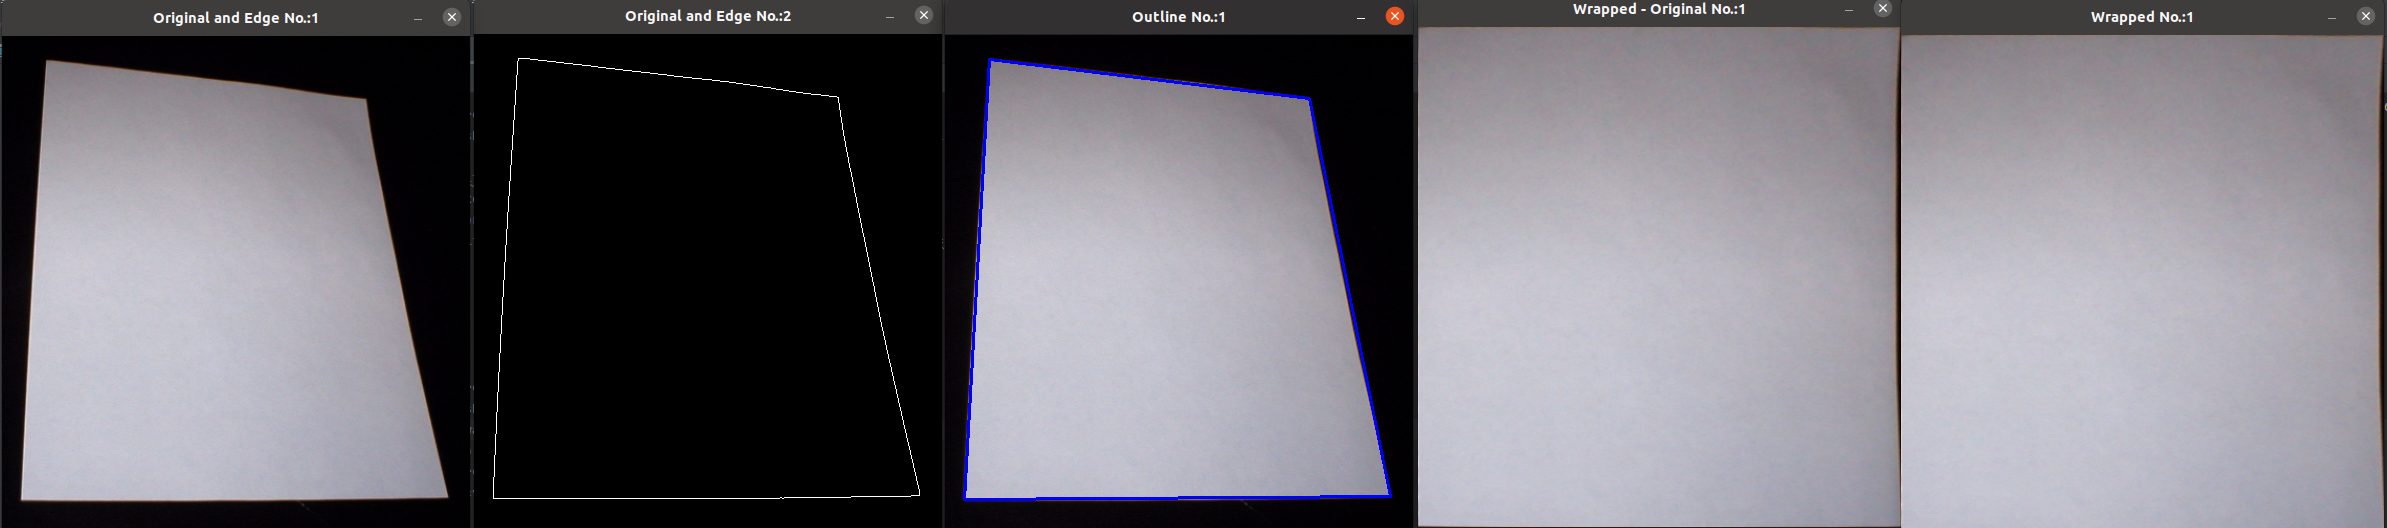 Original and Edge No.:1
Original and Edge No.:2
Outline No.:1
Wrapped - Original No.:1
Wrapped No.:1